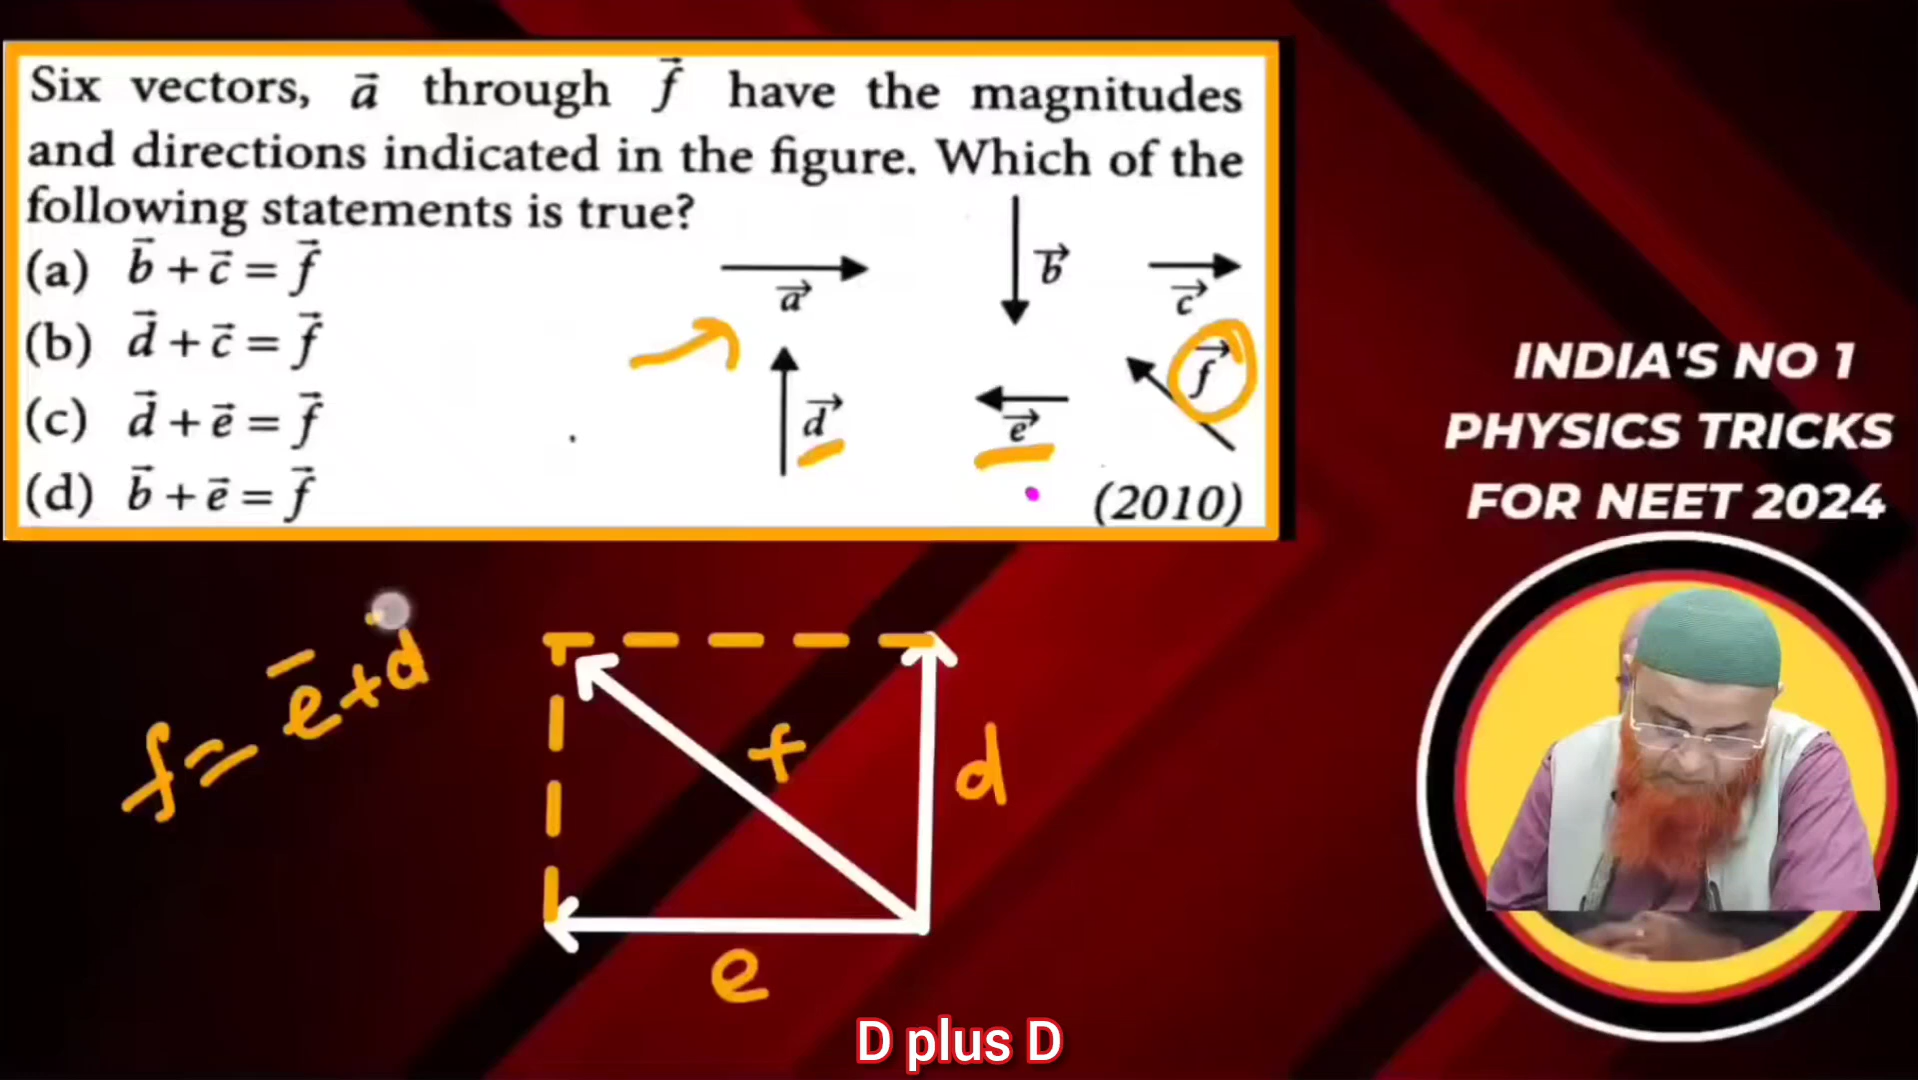 Six vectors, a⃗ through f⃗ have the magnitudes
and directions indicated in the figure. Which of the
following statements is true?
(a) b⃗ + c⃗ = f⃗
(b) d⃗ + c⃗ = f⃗
(c) d⃗ + e⃗ = f⃗
(d) b⃗ + e⃗ = f⃗
a⃗
b⃗
c⃗
d⃗
e⃗
f⃗
(2010)
INDIA'S NO 1
PHYSICS TRICKS
FOR NEET 2024
f = e̅ + d
f
d
e
D plus D